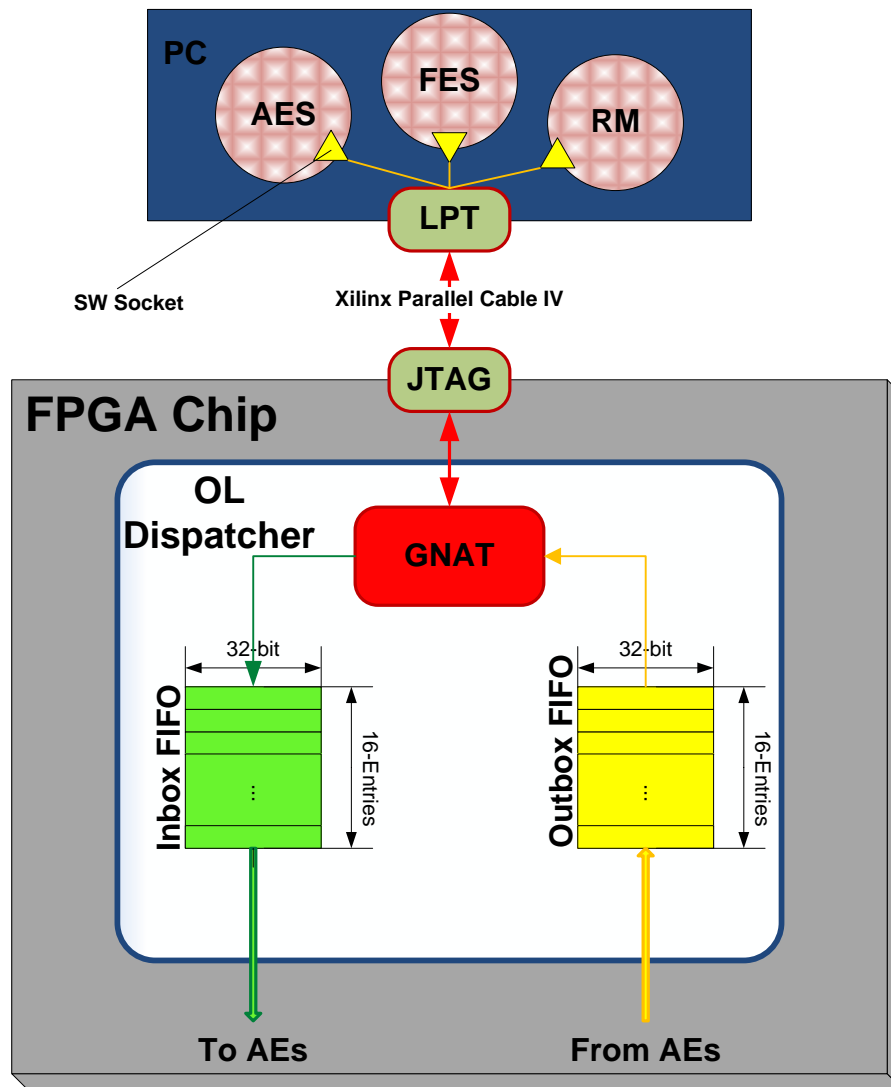 PC
AES
FES
RM
LPT
SW Socket
Xilinx Parallel Cable IV
JTAG
FPGA Chip
OL
Dispatcher
GNAT
32-bit
32-bit
Inbox FIFO
16-Entries
Outbox FIFO
16-Entries
...
...
To AEs
From AEs